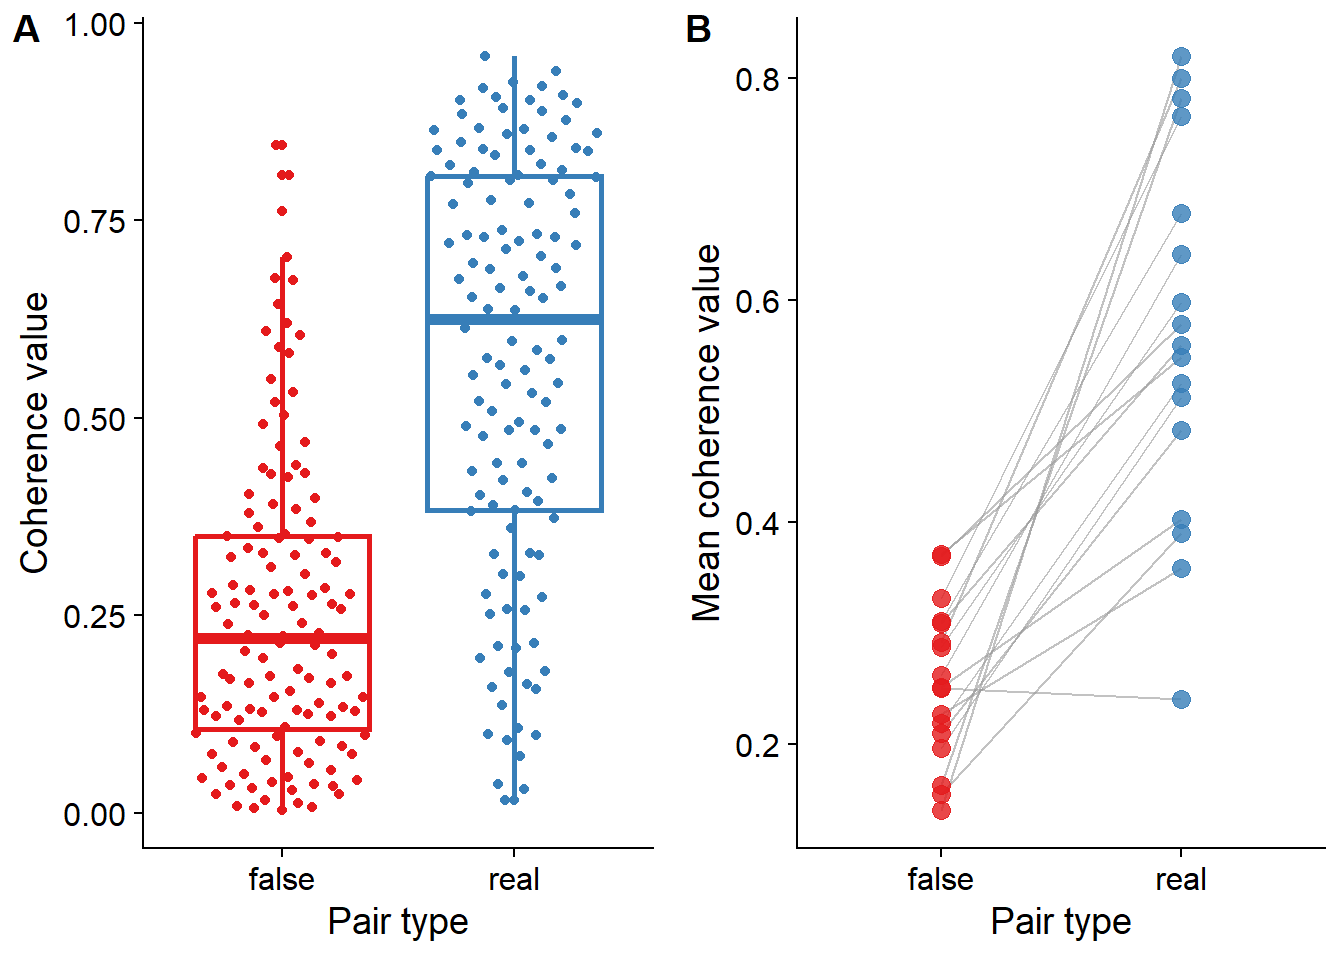 A
1.00
0.75
0.50
0.25
0.00
Coherence value
false
real
Pair type
B
0.8
0.6
0.4
0.2
Mean coherence value
false
real
Pair type